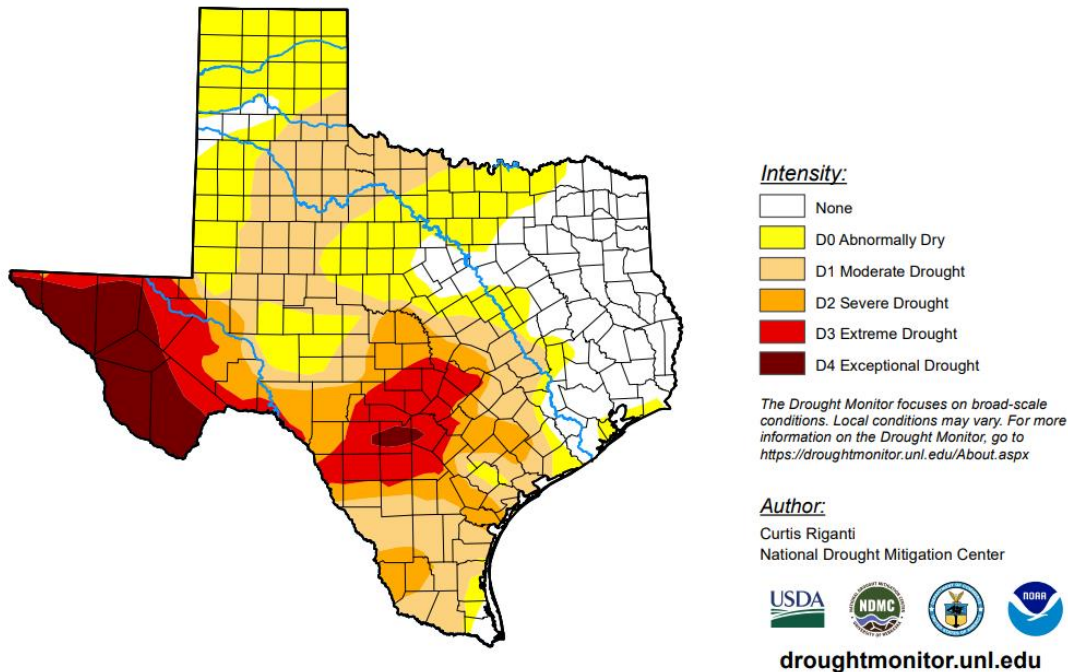 Intensity:
None
D0 Abnormally Dry
D1 Moderate Drought
D2 Severe Drought
D3 Extreme Drought
D4 Exceptional Drought
The Drought Monitor focuses on broad-scale
conditions. Local conditions may vary. For more
information on the Drought Monitor, go to
https://droughtmonitor.unl.edu/About.aspx
Author:
Curtis Riganti
National Drought Mitigation Center
USDA
NDMC
NOAA
droughtmonitor.unl.edu